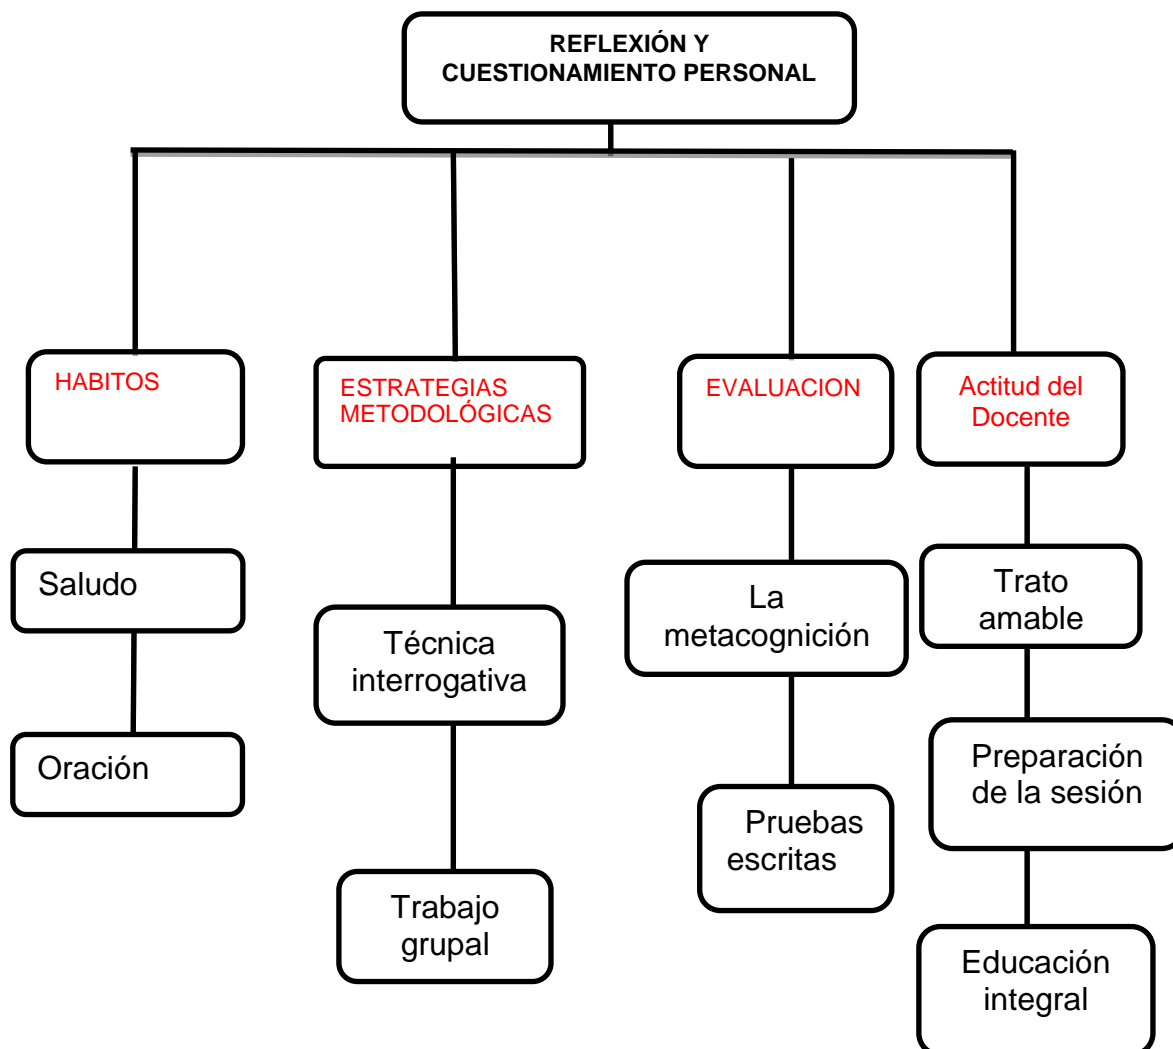 REFLEXIÓN Y
CUESTIONAMIENTO PERSONAL
HABITOS
ESTRATEGIAS
METODOLÓGICAS
EVALUACION
Actitud del
Docente
Saludo
Oración
Técnica
interrogativa
Trabajo
grupal
La
metacognición
Pruebas
escritas
Trato
amable
Preparación
de la sesión
Educación
integral